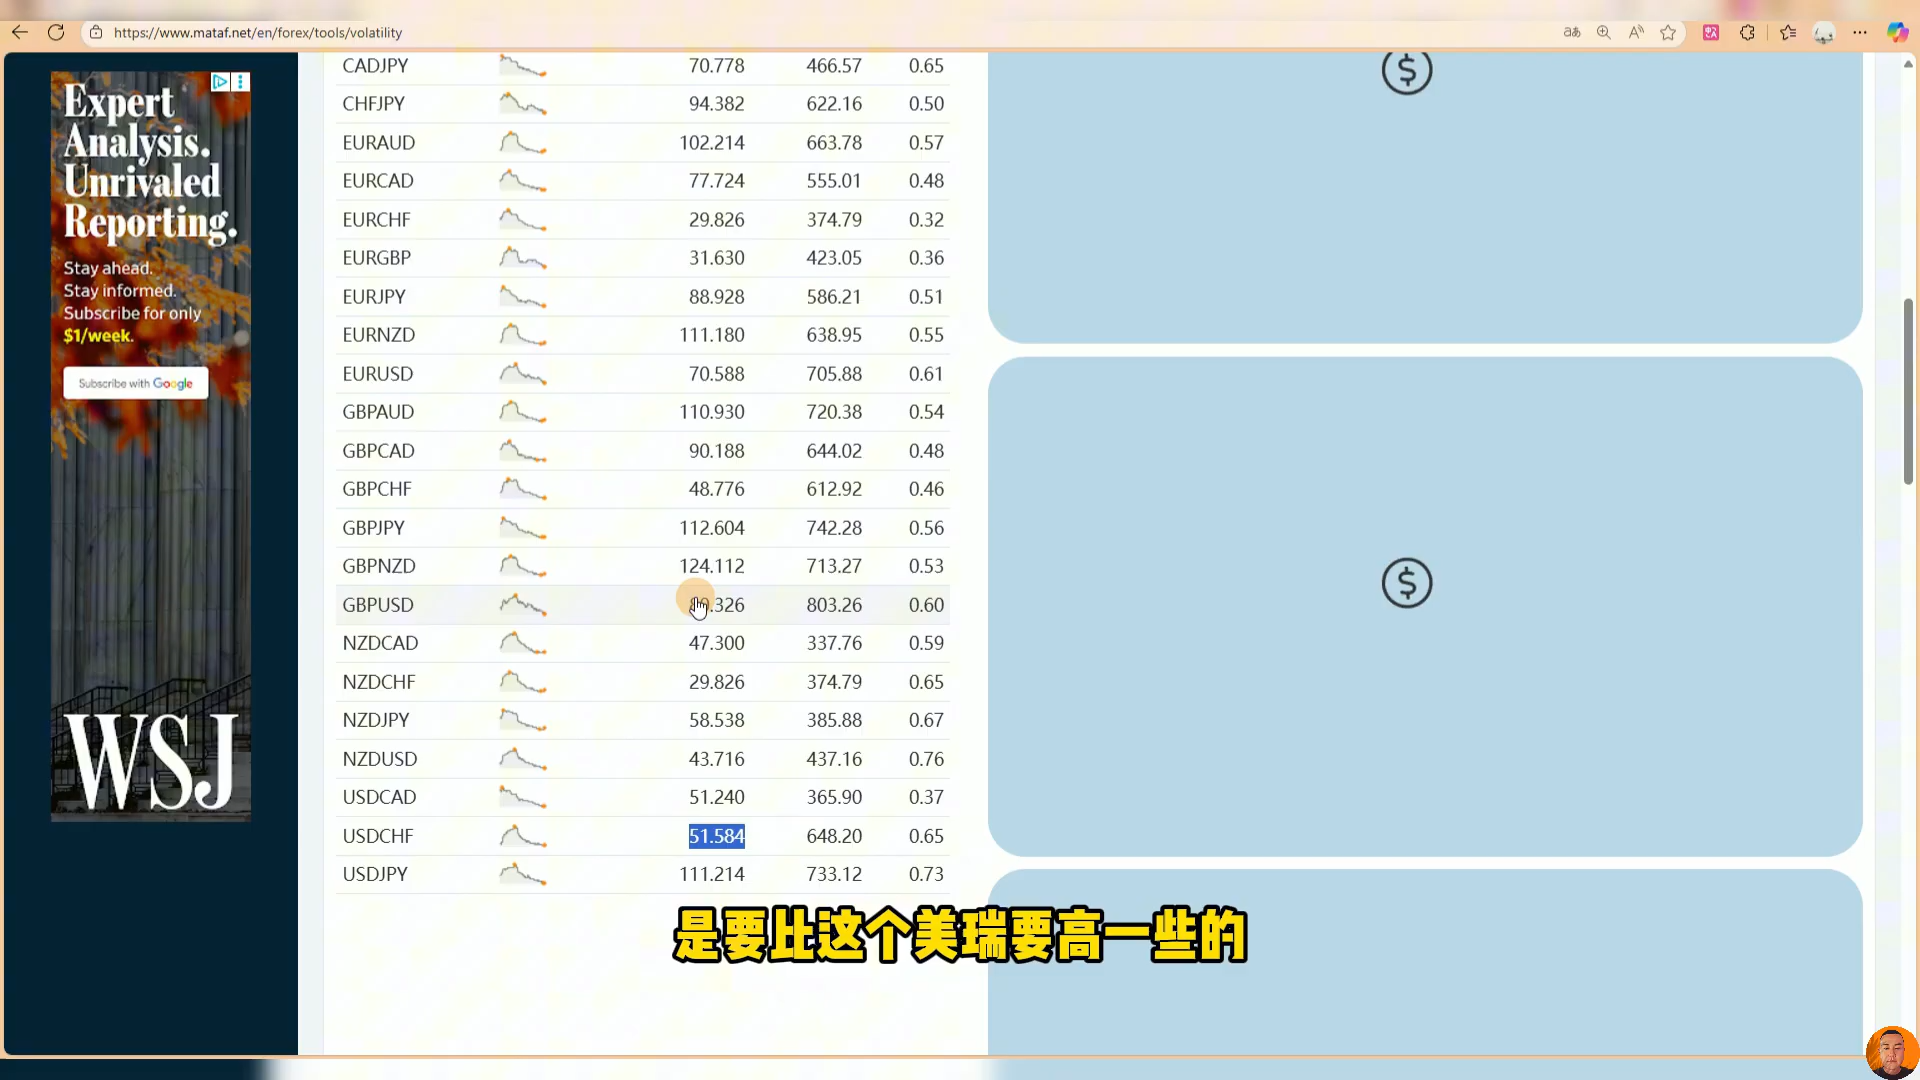 https://www.mataf.net/en/forex/tools/volatility
Expert
Analysis.
Unrivaled
Reporting.
Stay ahead.
Stay informed.
Subscribe for only
$1/week.
Subscribe with Google
WSJ
CADJPY 70.778 466.57 0.65
CHFJPY 94.382 622.16 0.50
EURAUD 102.214 663.78 0.57
EURCAD 77.724 555.01 0.48
EURCHF 29.826 374.79 0.32
EURGBP 31.630 423.05 0.36
EURJPY 88.928 586.21 0.51
EURNZD 111.180 638.95 0.55
EURUSD 70.588 705.88 0.61
GBPAUD 110.930 720.38 0.54
GBPCAD 90.188 644.02 0.48
GBPCHF 48.776 612.92 0.46
GBPJPY 112.604 742.28 0.56
GBPNZD 124.112 713.27 0.53
GBPUSD 803.26 0.60
NZDCAD 47.300 337.76 0.59
NZDCHF 29.826 374.79 0.65
NZDJPY 58.538 385.88 0.67
NZDUSD 43.716 437.16 0.76
USDCAD 51.240 365.90 0.37
USDCHF 51.584 648.20 0.65
USDJPY 111.214 733.12 0.73
是要比这个美瑞要高一些的